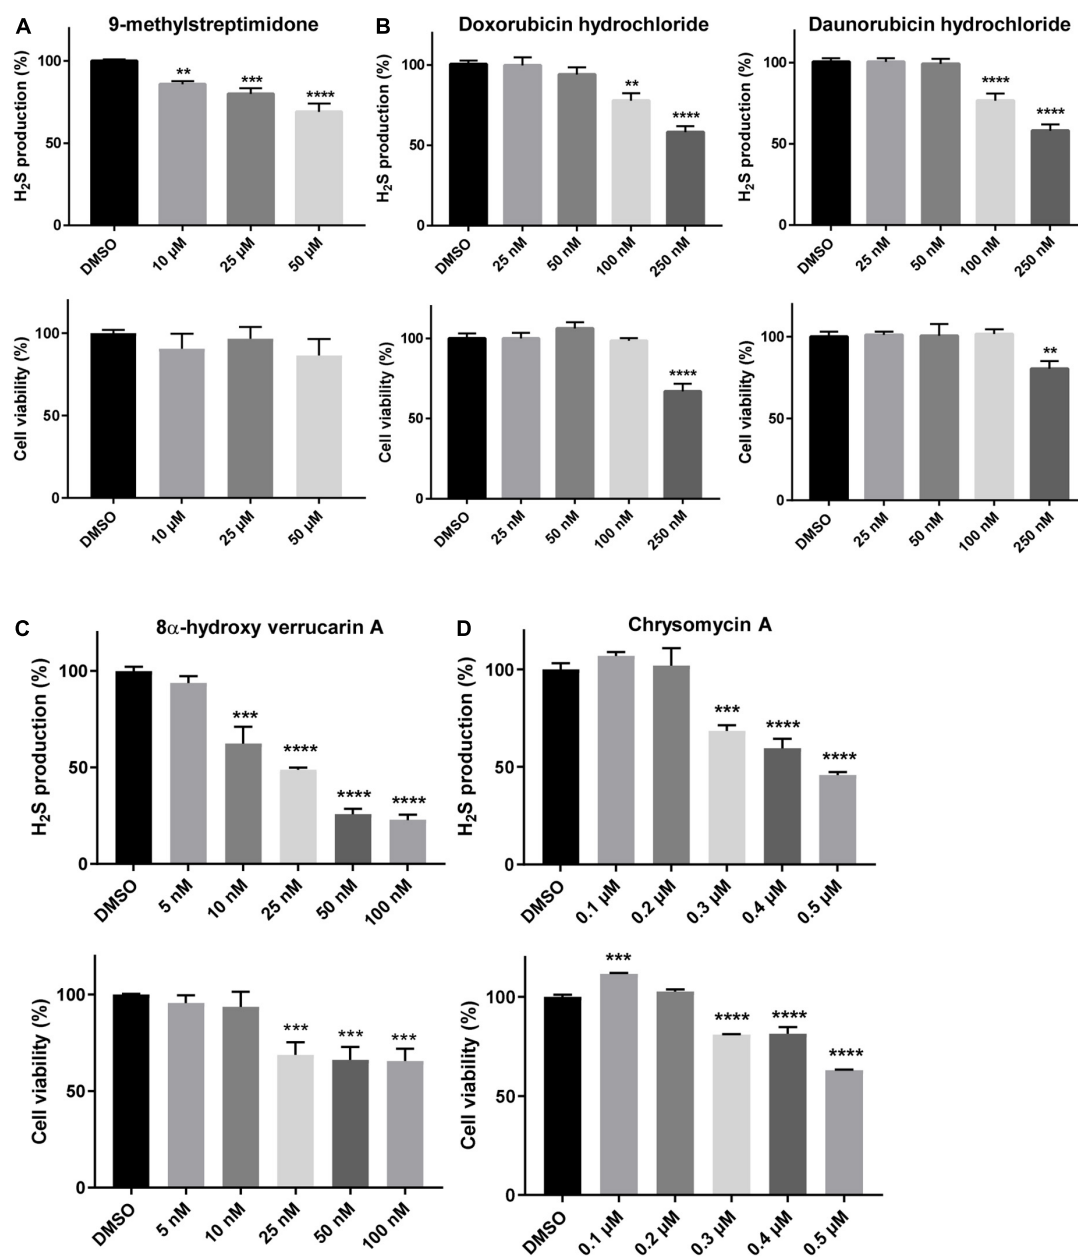 A
9-methylstreptimidone
H2S production (%)
100
50
0
**
***
****
DMSO
10 µM
25 µM
50 µM
Cell viability (%)
100
50
0
DMSO
10 µM
25 µM
50 µM
B
Doxorubicin hydrochloride
H2S production (%)
100
50
0
**
****
DMSO
25 nM
50 nM
100 nM
250 nM
Daunorubicin hydrochloride
H2S production (%)
100
50
0
****
****
DMSO
25 nM
50 nM
100 nM
250 nM
Cell viability (%)
100
50
0
****
DMSO
25 nM
50 nM
100 nM
250 nM
Cell viability (%)
100
50
0
**
DMSO
25 nM
50 nM
100 nM
250 nM
C
8α-hydroxy verrucarin A
H2S production (%)
100
50
0
***
****
****
****
DMSO
5 nM
10 nM
25 nM
50 nM
100 nM
Cell viability (%)
100
50
0
***
***
***
DMSO
5 nM
10 nM
25 nM
50 nM
100 nM
D
Chrysomycin A
H2S production (%)
100
50
0
***
****
****
DMSO
0.1 µM
0.2 µM
0.3 µM
0.4 µM
0.5 µM
Cell viability (%)
100
50
0
***
****
****
****
DMSO
0.1 µM
0.2 µM
0.3 µM
0.4 µM
0.5 µM